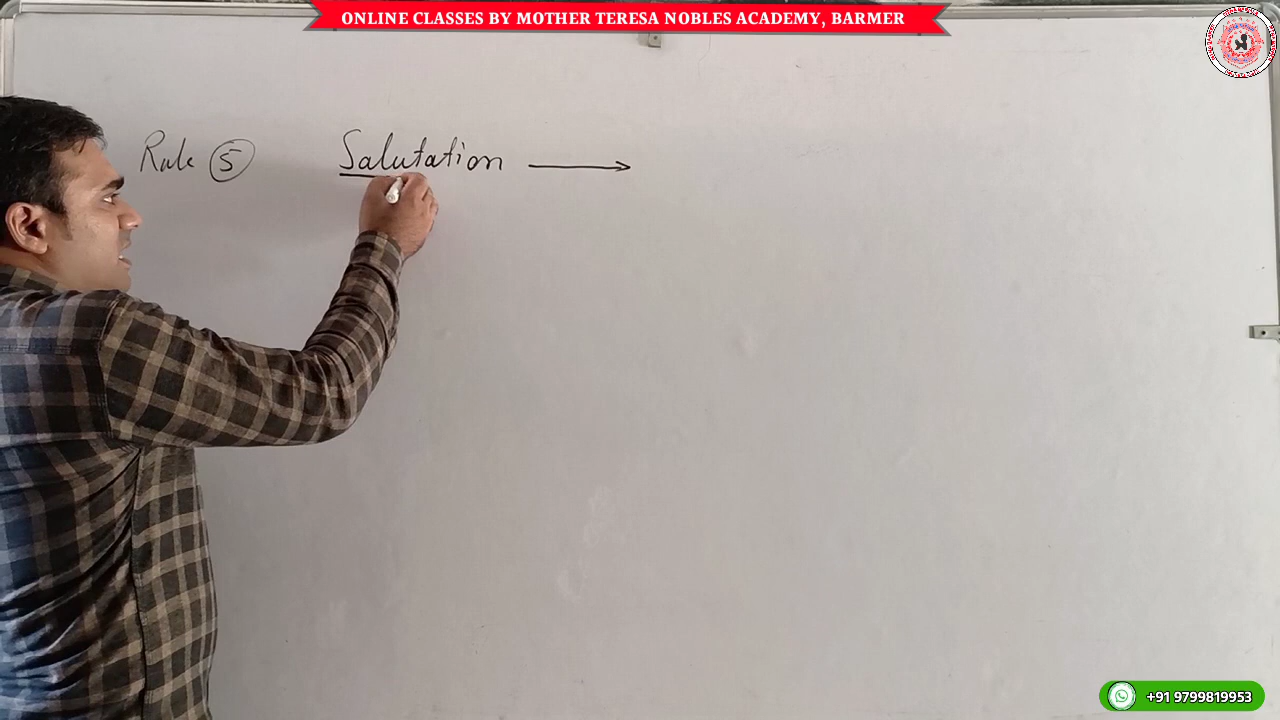 ONLINE CLASSES BY MOTHER TERESA NOBLES ACADEMY, BARMER
Rule 5 Salutation →
+91 9799819953